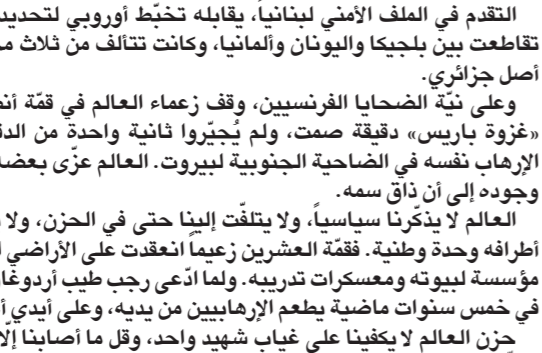 التقدم في الملف الأمني لبنانياً، يقابله تخبّط أوروبي لتحديد
تقاطعت بين بلجيكا واليونان وألمانيا، وكانت تتألف من ثلاث
أصل جزائري.
وعلى نيّة الضحايا الفرنسيين، وقف زعماء العالم في قمّة
«غزوة باريس» دقيقة صمت، ولم يُجيّروا ثانية واحدة من
الإرهاب نفسه في الضاحية الجنوبية لبيروت. العالم عزّى
وجوده إلى أن ذاق سمه.
العالم لا يذكّرنا سياسياً، ولا يتلفّت إلينا حتى في الحزن، ولا
أطرافه وحدة وطنية. فقمّة العشرين زعيماً انعقدت على الأراضي
مؤسسة لبيوته ومعسكرات تدريبه. ولما ادّعى رجب طيب
في خمس سنوات ماضية يطعم الإرهابيين من يديه، وعلى أيدي
حزن العالم لا يكفينا على غياب شهيد واحد، وقل ما أصابنا إلّا